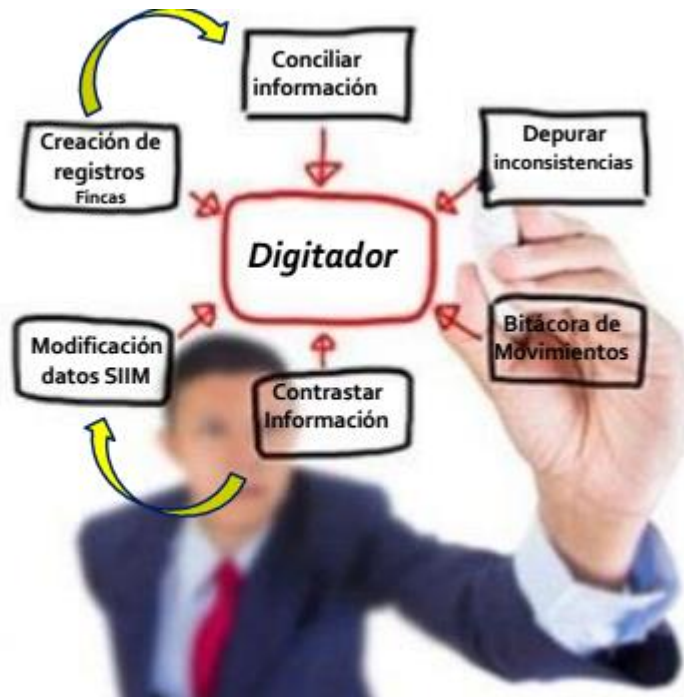 Conciliar
información
Creación de
registros
Fincas
Depurar
inconsistencias
Digitador
Modificación
datos SIIM
Contrastar
Información
Bitácora de
Movimientos